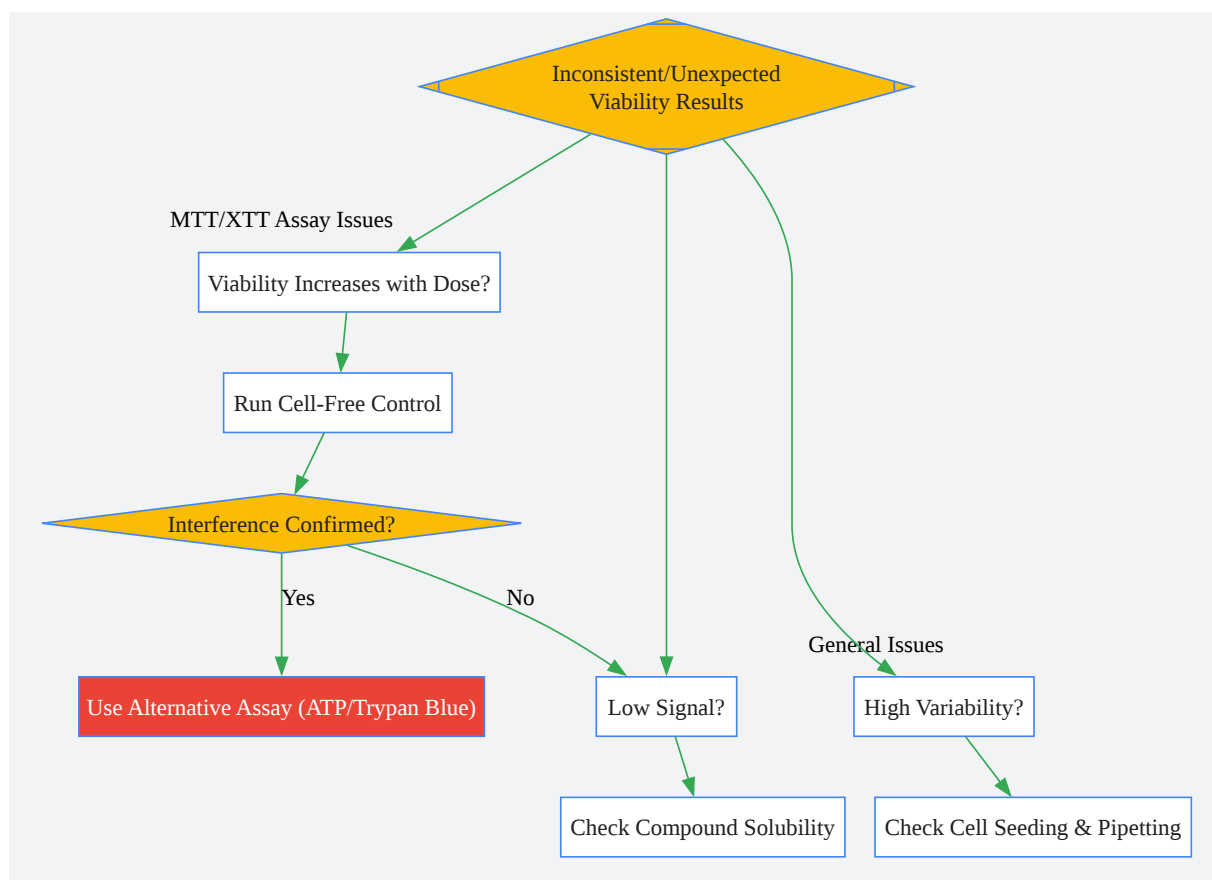 Inconsistent/Unexpected
Viability Results
MTT/XTT Assay Issues
Viability Increases with Dose?
Run Cell-Free Control
Interference Confirmed?
Yes
No
General Issues
Use Alternative Assay (ATP/Trypan Blue)
Low Signal?
High Variability?
Check Compound Solubility
Check Cell Seeding & Pipetting